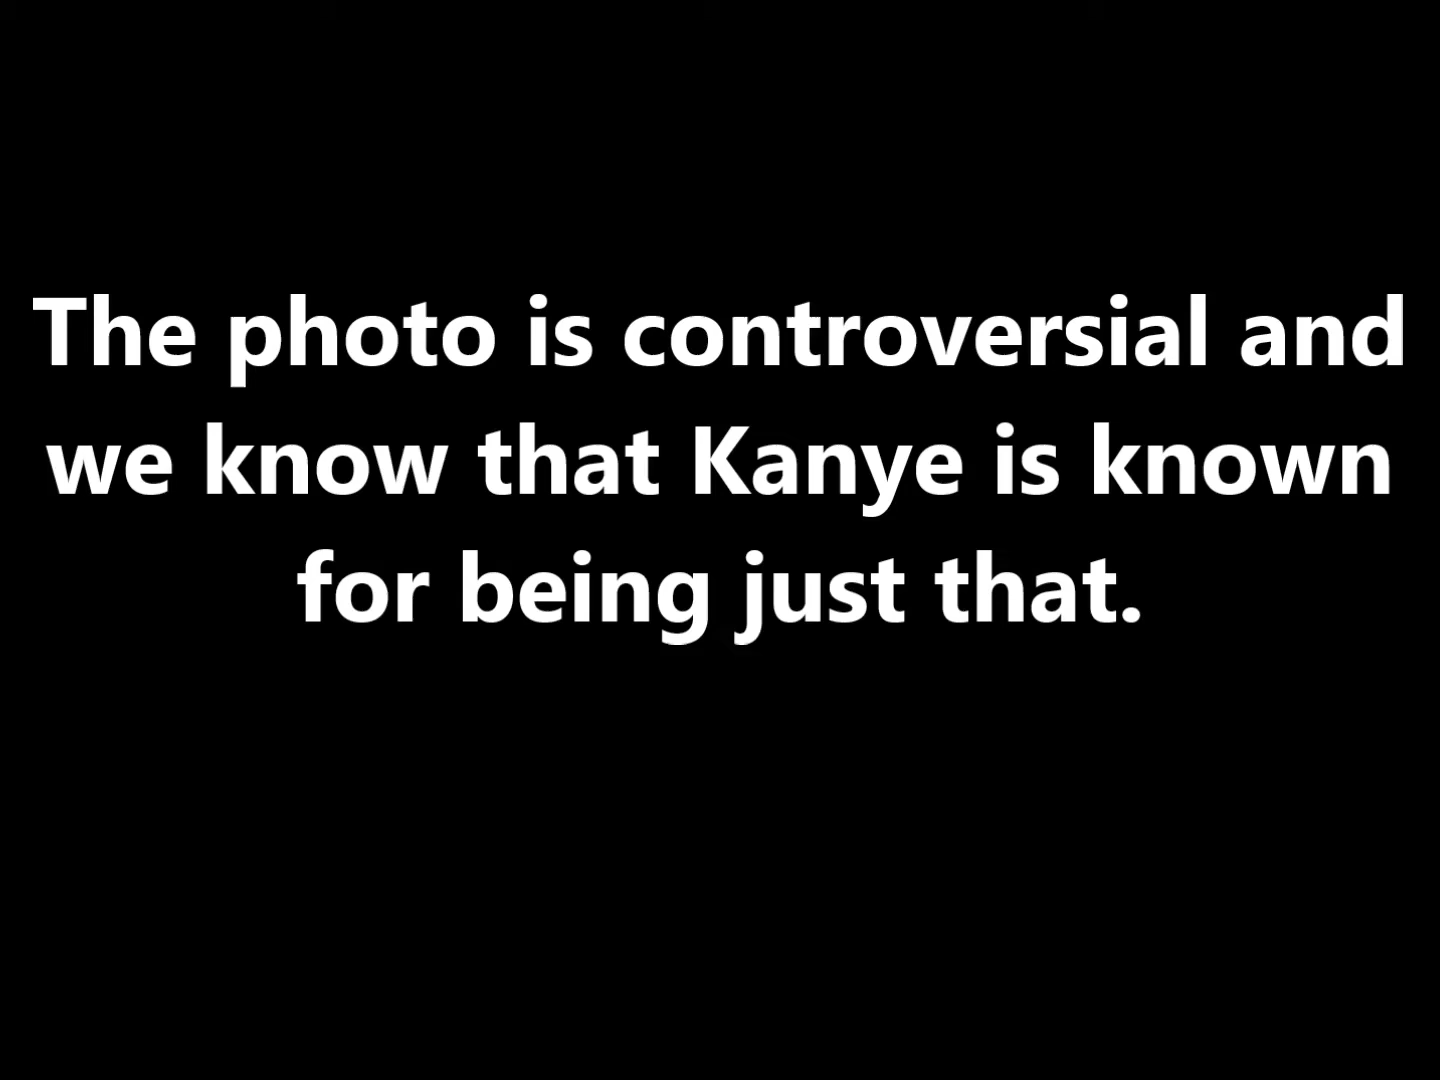 The photo is controversial and
we know that Kanye is known
for being just that.